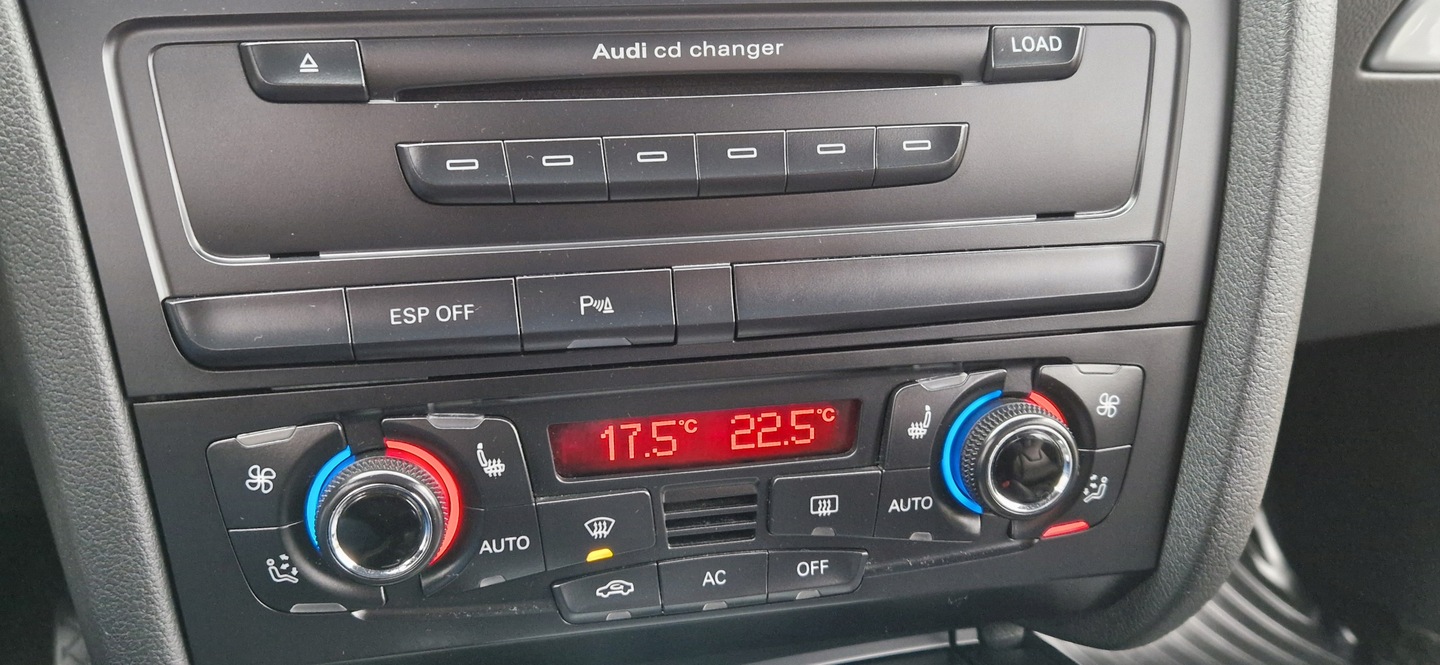 Audi cd changer
LOAD
ESP OFF
P
17.5°C 22.5°C
AUTO
AUTO
AC
OFF